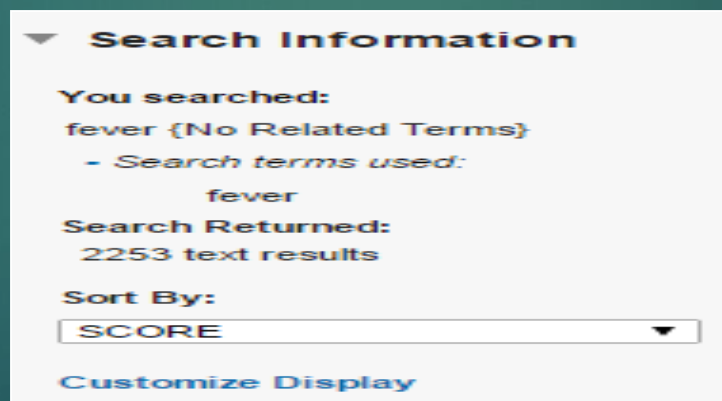 Search Information
You searched:
fever {No Related Terms}
- Search terms used:
fever
Search Returned:
2253 text results
Sort By:
SCORE
Customize Display